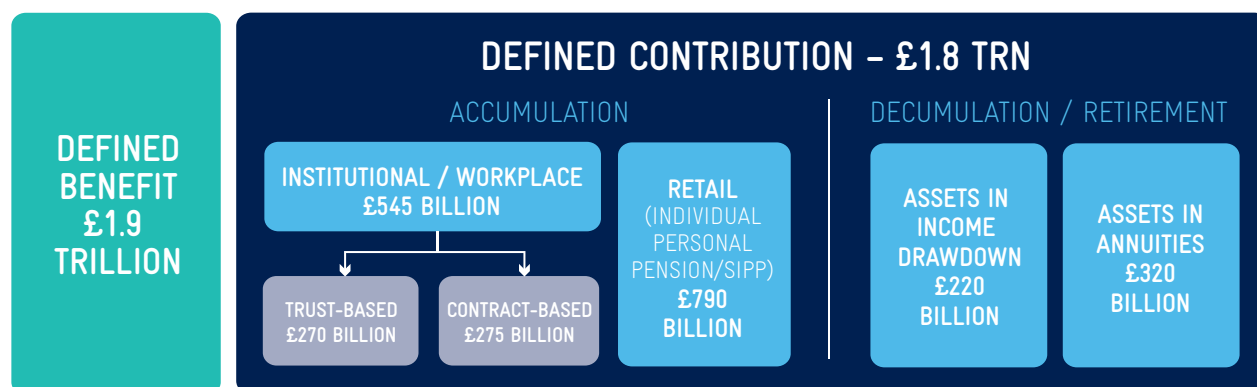 DEFINED
BENEFIT
£1.9
TRILLION
DEFINED CONTRIBUTION – £1.8 TRN
ACCUMULATION
INSTITUTIONAL / WORKPLACE
£545 BILLION
TRUST-BASED
£270 BILLION
CONTRACT-BASED
£275 BILLION
RETAIL
(INDIVIDUAL
PERSONAL
PENSION/SIPP)
£790
BILLION
DECUMULATION / RETIREMENT
ASSETS IN
INCOME
DRAWDOWN
£220
BILLION
ASSETS IN
ANNUITIES
£320
BILLION